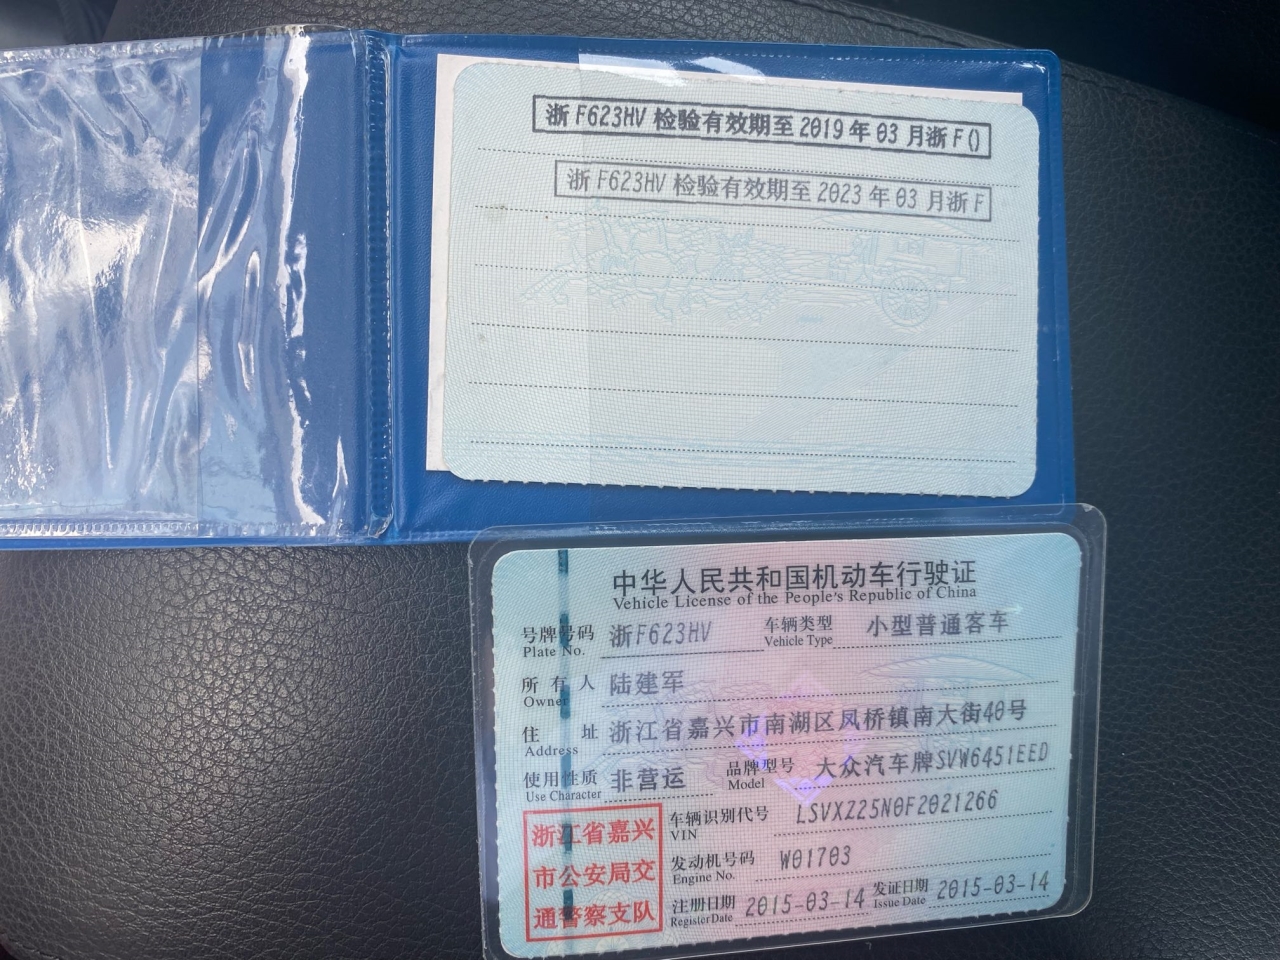 浙F623HV 检验有效期至2019年03月浙F()
浙F623HV 检验有效期至2023年03月浙F
中华人民共和国机动车行驶证
Vehicle License of the People's Republic of China
号牌号码 浙F623HV 车辆类型 小型普通客车
Plate No. Vehicle Type
所有人 陆建军
Owner
住址 浙江省嘉兴市南湖区凤桥镇南大街40号
Address
使用性质 非营运 品牌型号 大众汽车牌SVW6451EED
Use Character Model
浙江省嘉兴
市公安局交
通警察支队
车辆识别代号 LSVXZ25N0F2021266
VIN
发动机号码 W01703
Engine No.
注册日期 2015-03-14 发证日期 2015-03-14
Register Date Issue Date